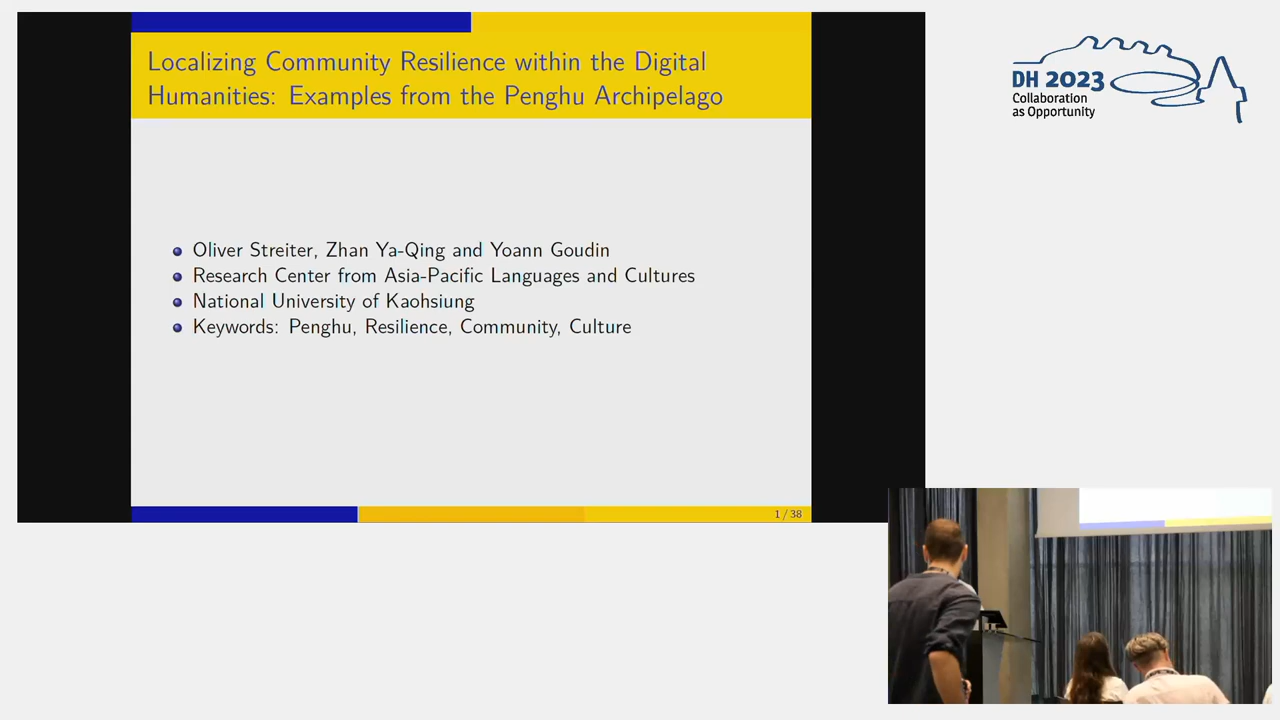 Localizing Community Resilience within the Digital
Humanities: Examples from the Penghu Archipelago
Oliver Streiter, Zhan Ya-Qing and Yoann Goudin
Research Center from Asia-Pacific Languages and Cultures
National University of Kaohsiung
Keywords: Penghu, Resilience, Community, Culture
1 / 38
DH 2023
Collaboration
as Opportunity